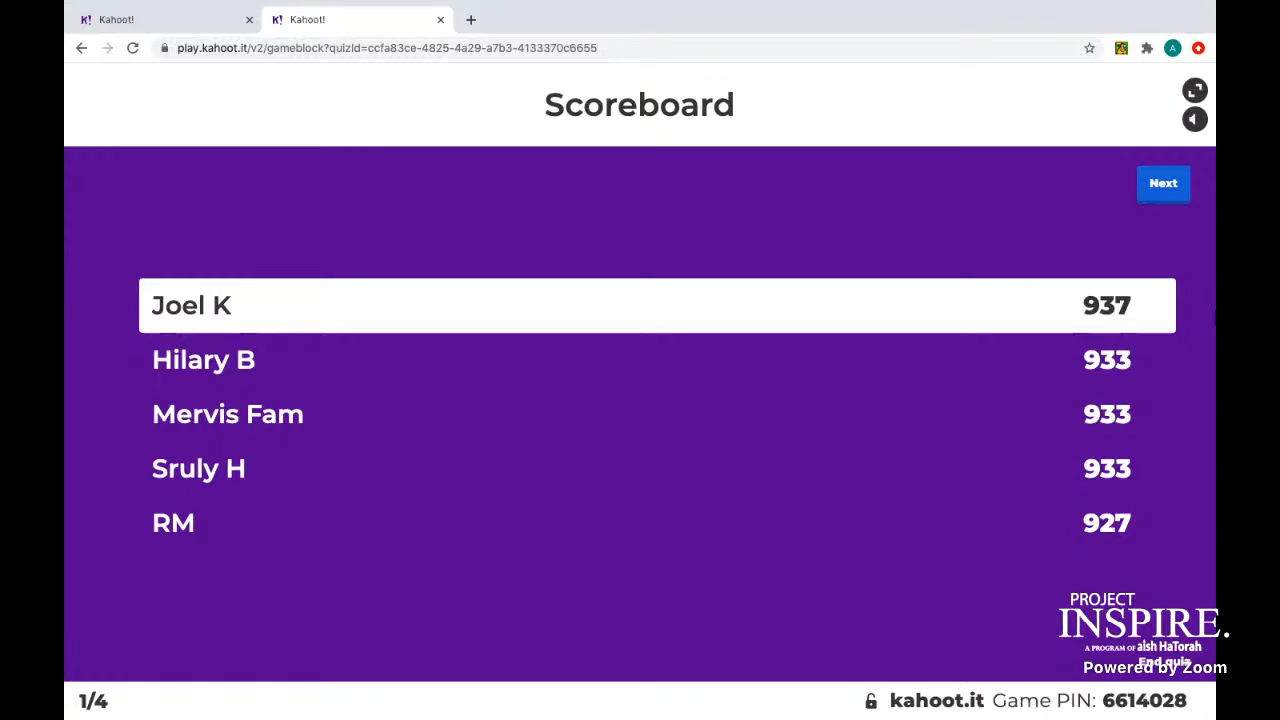 K! Kahoot!
K! Kahoot!
play.kahoot.it/v2/gameblock?quizId=ccfa83ce-4825-4a29-a7b3-4133370c6655
A
Scoreboard
Next
Joel K 937
Hilary B 933
Mervis Fam 933
Sruly H 933
RM 927
PROJECT
INSPIRE.
A PROGRAM OF aish HaTorah
End quiz
Powered by Zoom
1/4 kahoot.it Game PIN: 6614028